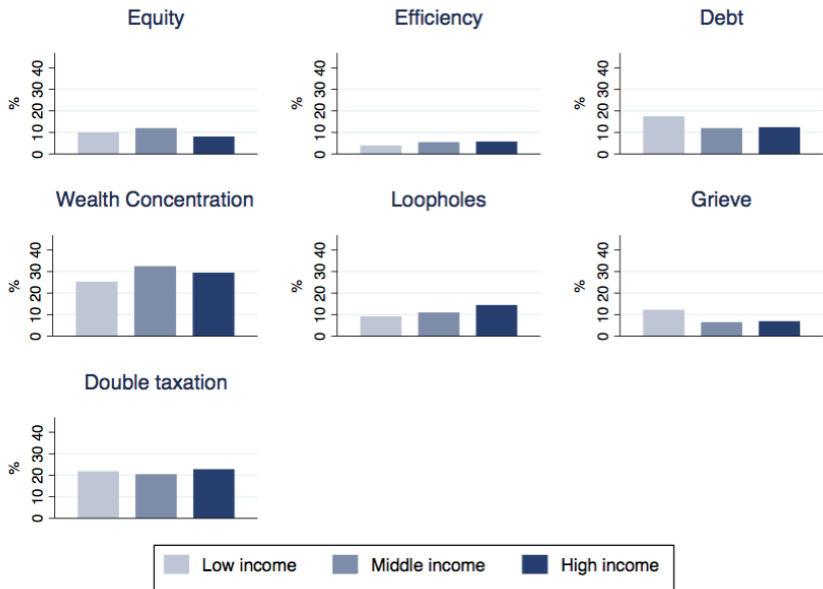 Equity
Efficiency
Debt
%
0 10 20 30 40
%
0 10 20 30 40
%
0 10 20 30 40
Wealth Concentration
Loopholes
Grieve
%
0 10 20 30 40
%
0 10 20 30 40
%
0 10 20 30 40
Double taxation
%
0 10 20 30 40
Low income
Middle income
High income